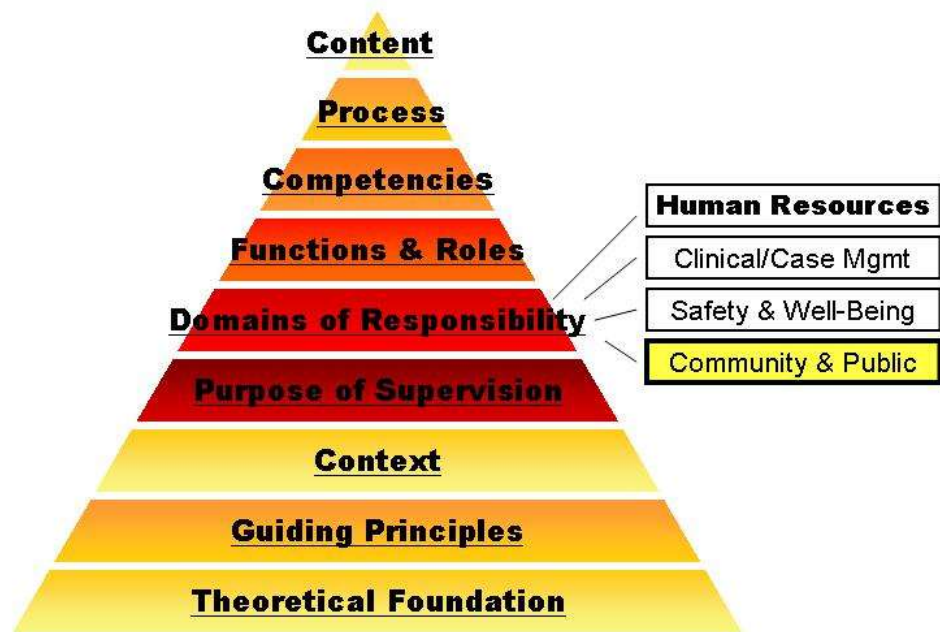 Content
Process
Competencies
Functions & Roles
Domains of Responsibility
Purpose of Supervision
Context
Guiding Principles
Theoretical Foundation
Human Resources
Clinical/Case Mgmt
Safety & Well-Being
Community & Public